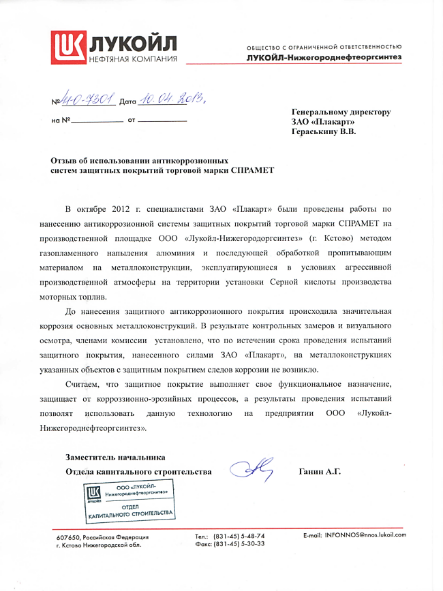 ЛУКОЙЛ
НЕФТЯНАЯ КОМПАНИЯ
ОБЩЕСТВО С ОГРАНИЧЕННОЙ ОТВЕТСТВЕННОСТЬЮ
ЛУКОЙЛ-Нижегороднефтеоргсинтез
№ Дата 10.04.2013,
на № от
Генеральному директору
ЗАО «Плакарт»
Гераськину В.В.
Отзыв об использовании антикоррозионных
систем защитных покрытий торговой марки СПРАМЕТ
В октябре 2012 г. специалистами ЗАО «Плакарт» были проведены работы по
нанесению антикоррозионной системы защитных покрытий торговой марки СПРАМЕТ на
производственной площадке ООО «Лукойл-Нижегородоргсинтез» (г. Кстово) методом
газопламенного напыления алюминия и последующей обработкой пропитывающим
материалом на металлоконструкции, эксплуатирующиеся в условиях агрессивной
производственной атмосферы на территории установки Серной кислоты производства
моторных топлив.
До нанесения защитного антикоррозионного покрытия происходила значительная
коррозия основных металлоконструкций. В результате контрольных замеров и визуального
осмотра, членами комиссии установлено, что по истечении срока проведения испытаний
защитного покрытия, нанесенного силами ЗАО «Плакарт», на металлоконструкциях
указанных объектов с защитным покрытием следов коррозии не возникло.
Считаем, что защитное покрытие выполняет свое функциональное назначение,
защищает от коррозионно-эрозийных процессов, а результаты проведения испытаний
позволят использовать данную технологию на предприятии ООО «Лукойл-
Нижегороднефтеоргсинтез».
Заместитель начальника
Отдела капитального строительства Ганин А.Г.
ООО «ЛУКОЙЛ-
Нижегороднефтеоргсинтез»
ОТДЕЛ
КАПИТАЛЬНОГО СТРОИТЕЛЬСТВА
607650, Российская Федерация
г. Кстово Нижегородской обл.
Тел.: (831-45) 5-48-74
Факс: (831-45) 5-30-33
E-mail: INFONNOS@nnos.lukoil.com